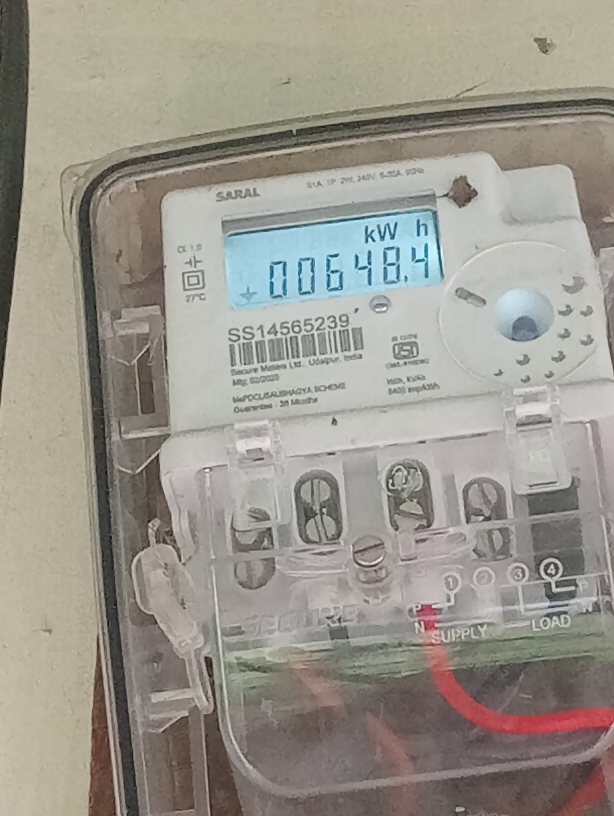 SARAL
CL 1.0
27°C
kW h
00648.4
SS14565239
Secure Meters Ltd., Udaipur, India
Mfg. 02/2020
Guarantee : 36 Months
1 2 3 4
P
N
SUPPLY
LOAD
P
N